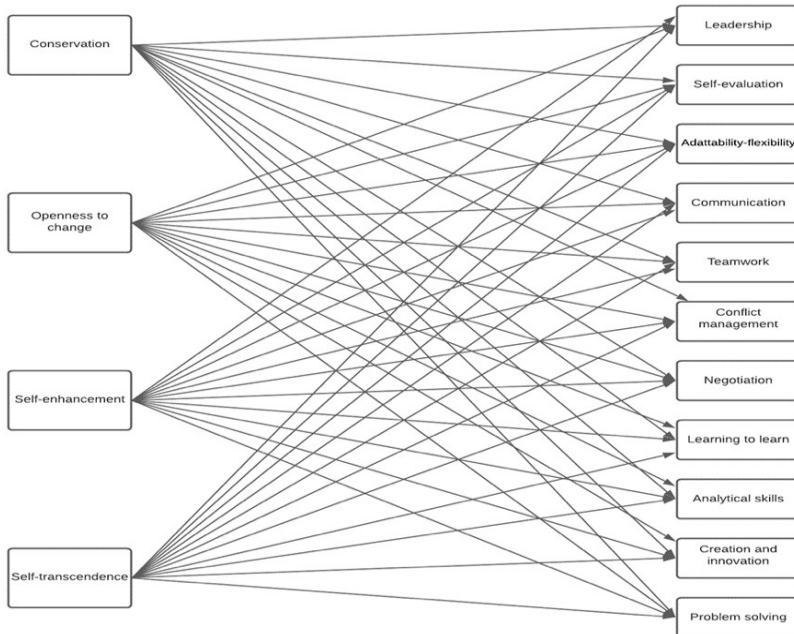 Conservation
Openness to
change
Self-enhancement
Self-transcendence
Leadership
Self-evaluation
Adattability-flexibility
Communication
Teamwork
Conflict
management
Negotiation
Learning to learn
Analytical skills
Creation and
innovation
Problem solving